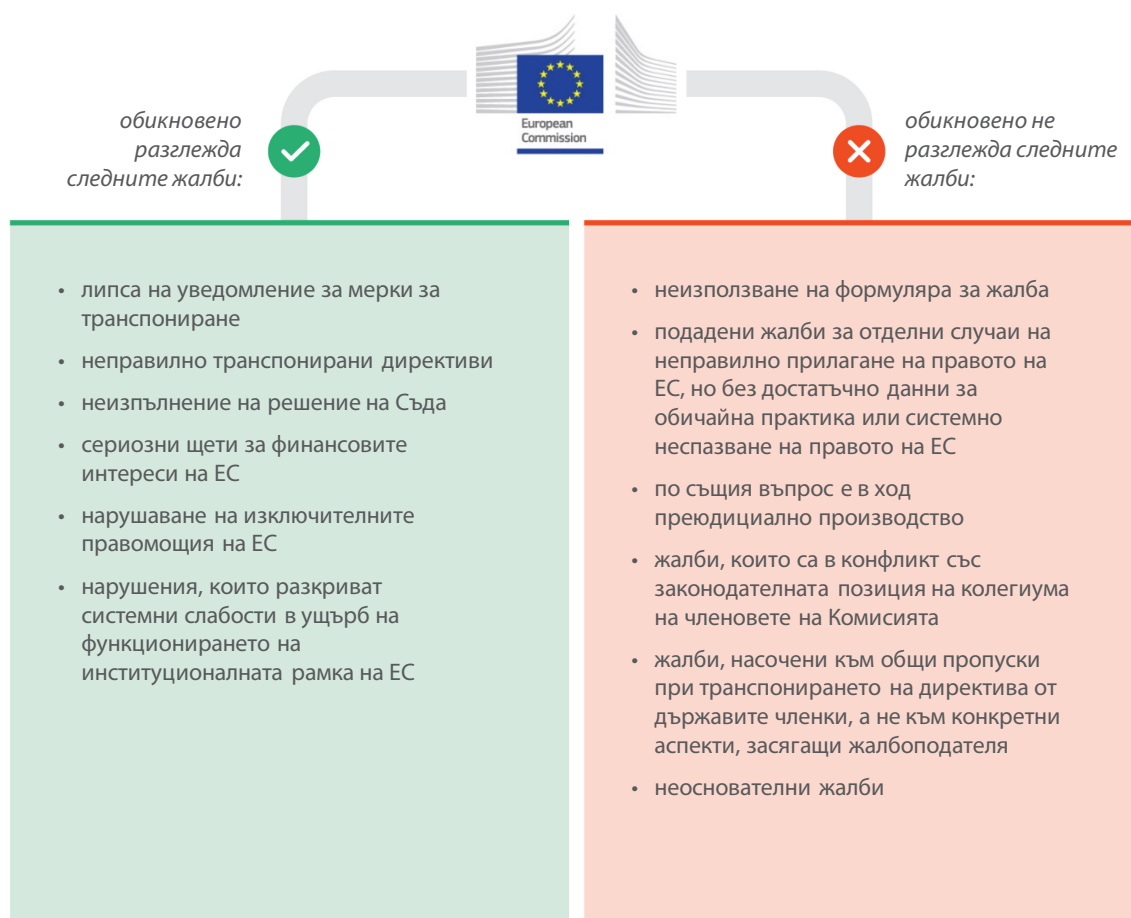 European
Commission
обикновено
разглежда
следните жалби:
обикновено не
разглежда следните
жалби:
• липса на уведомление за мерки за
транспониране
• неправилно транспонирани директиви
• неизпълнение на решение на Съда
• сериозни щети за финансовите
интереси на ЕС
• нарушаване на изключителните
правомощия на ЕС
• нарушения, които разкриват
системни слабости в ущърб на
функционирането на
институционалната рамка на ЕС
• неизползване на формуляра за жалба
• подадени жалби за отделни случаи на
неправилно прилагане на правото на
ЕС, но без достатъчно данни за
обичайна практика или системно
неспазване на правото на ЕС
• по същия въпрос е в ход
преюдициално производство
• жалби, които са в конфликт със
законодателната позиция на колегиума
на членовете на Комисията
• жалби, насочени към общи пропуски
при транспонирането на директива от
държавите членки, а не към конкретни
аспекти, засягащи жалбоподателя
• неоснователни жалби